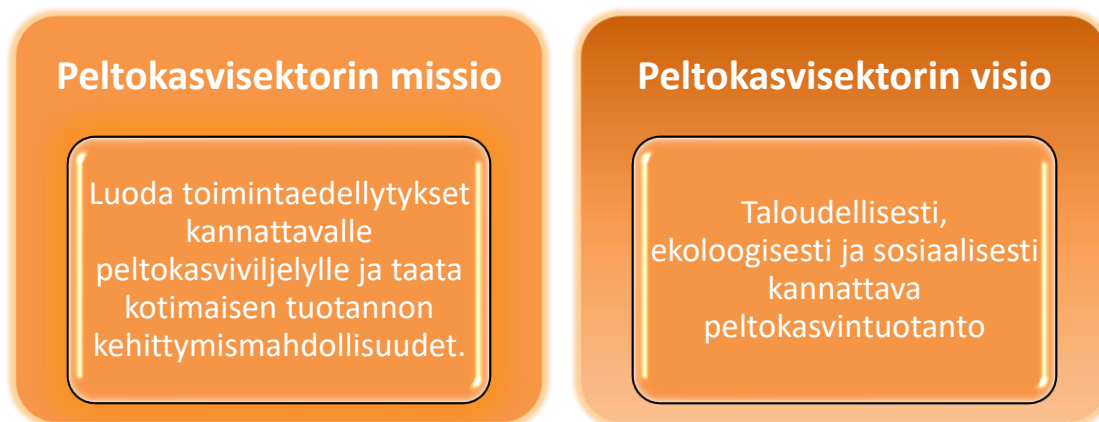 Peltokasvisektorin missio
Luoda toimintaedellytykset
kannattavalle
peltokasviviljelylle ja taata
kotimaisen tuotannon
kehittymismahdollisuudet.
Peltokasvisektorin visio
Taloudellisesti,
ekoloogisesti ja sosiaalisesti
kannattava
peltokasvintuotanto